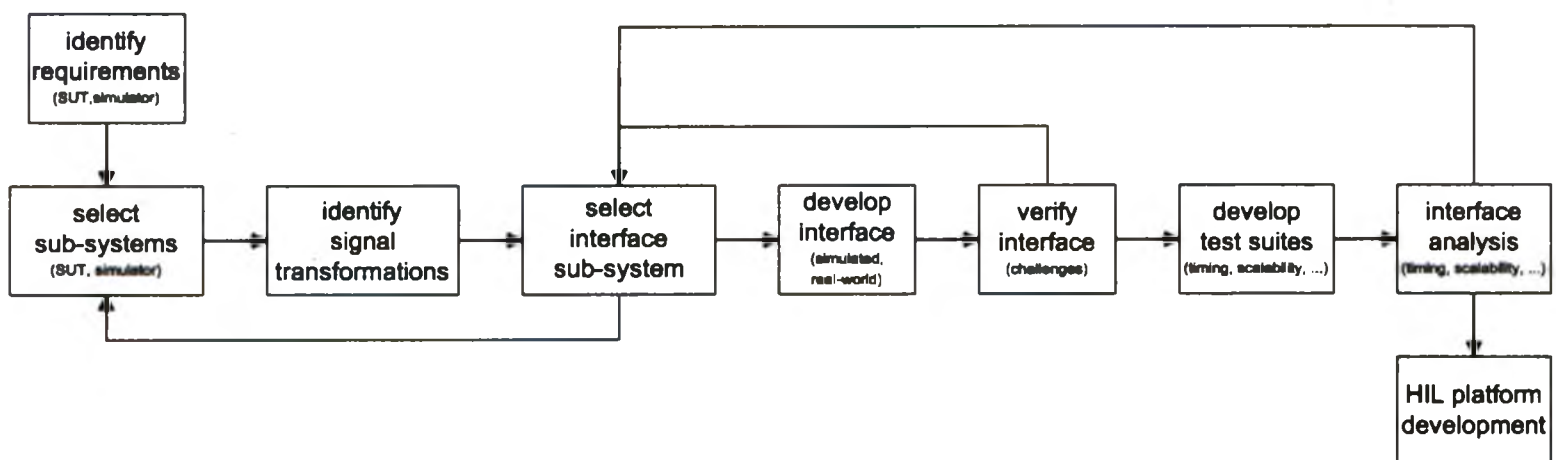 identify
requirements
(SUT,simulator)
select
sub-systems
(SUT, simulator)
identify
signal
transformations
select
interface
sub-system
develop
interface
(simulated,
real-world)
verify
interface
(challenges)
develop
test suites
(timing, scalability, ...)
interface
analysis
(timing, scalability, ...)
HIL platform
development